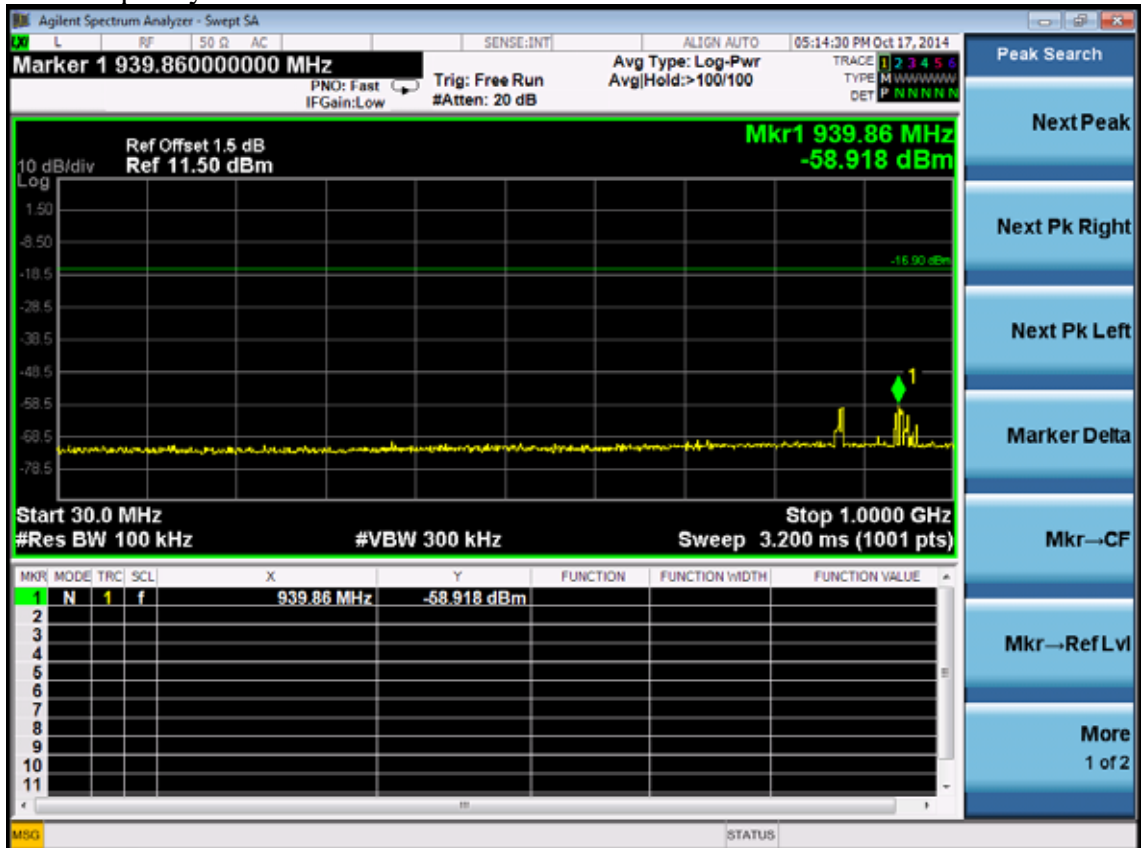 Agilent Spectrum Analyzer - Swept SA
LXI L RF 50 Ω AC SENSE:INT ALIGN AUTO 05:14:30 PM Oct 17, 2014
Marker 1 939.860000000 MHz
PNO: Fast
IFGain:Low
Trig: Free Run
#Atten: 20 dB
Avg Type: Log-Pwr
Avg|Hold:>100/100
TRACE 1 2 3 4 5 6
TYPE M W W W W W
DET P N N N N N
Peak Search
Mkr1 939.86 MHz
-58.918 dBm
Ref Offset 1.5 dB
10 dB/div Ref 11.50 dBm
Log
1.50
-8.50
-16.90 dBm
-18.5
-28.5
-38.5
-48.5
1
-58.5
-68.5
-78.5
Start 30.0 MHz Stop 1.0000 GHz
#Res BW 100 kHz #VBW 300 kHz Sweep 3.200 ms (1001 pts)
MKR MODE TRC SCL X Y FUNCTION FUNCTION WIDTH FUNCTION VALUE
1 N 1 f 939.86 MHz -58.918 dBm
2
3
4
5
6
7
8
9
10
11
MSG STATUS
Next Peak
Next Pk Right
Next Pk Left
Marker Delta
Mkr→CF
Mkr→Ref Lvl
More
1 of 2